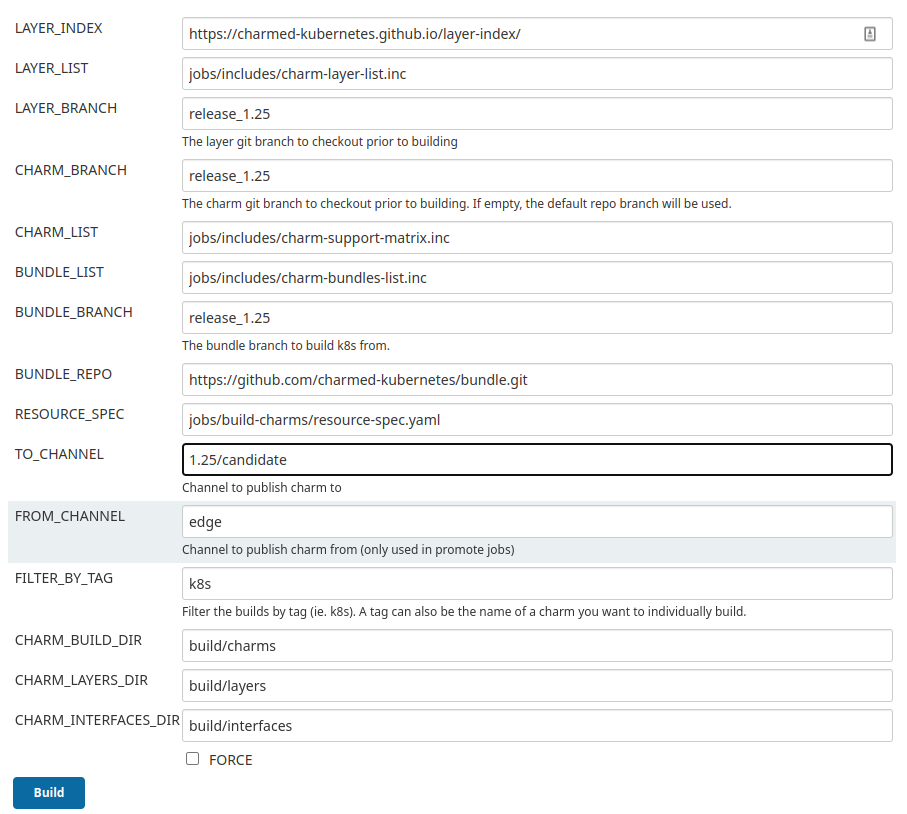 LAYER_INDEX
https://charmed-kubernetes.github.io/layer-index/
LAYER_LIST
jobs/includes/charm-layer-list.inc
LAYER_BRANCH
release_1.25
The layer git branch to checkout prior to building
CHARM_BRANCH
release_1.25
The charm git branch to checkout prior to building. If empty, the default repo branch will be used.
CHARM_LIST
jobs/includes/charm-support-matrix.inc
BUNDLE_LIST
jobs/includes/charm-bundles-list.inc
BUNDLE_BRANCH
release_1.25
The bundle branch to build k8s from.
BUNDLE_REPO
https://github.com/charmed-kubernetes/bundle.git
RESOURCE_SPEC
jobs/build-charms/resource-spec.yaml
TO_CHANNEL
1.25/candidate
Channel to publish charm to
FROM_CHANNEL
edge
Channel to publish charm from (only used in promote jobs)
FILTER_BY_TAG
k8s
Filter the builds by tag (ie. k8s). A tag can also be the name of a charm you want to individually build.
CHARM_BUILD_DIR
build/charms
CHARM_LAYERS_DIR
build/layers
CHARM_INTERFACES_DIR
build/interfaces
FORCE
Build